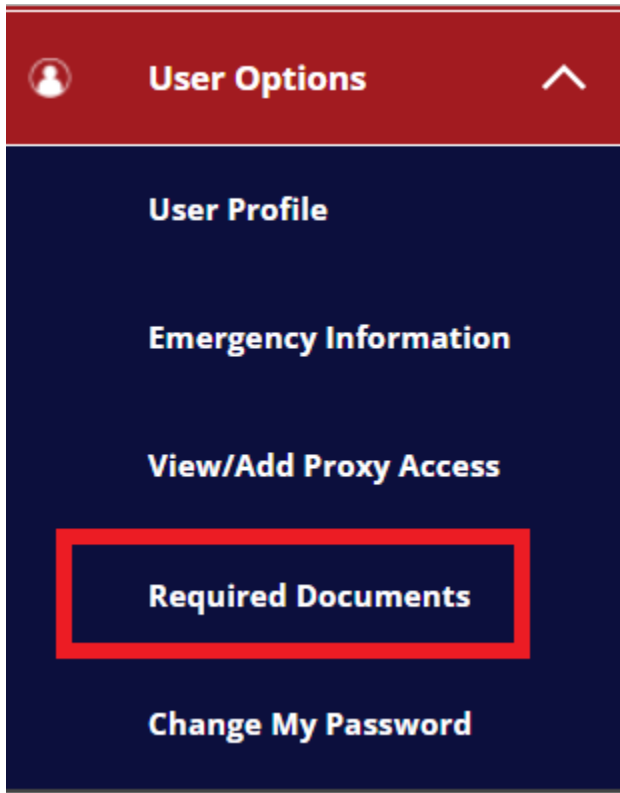 User Options
User Profile
Emergency Information
View/Add Proxy Access
Required Documents
Change My Password